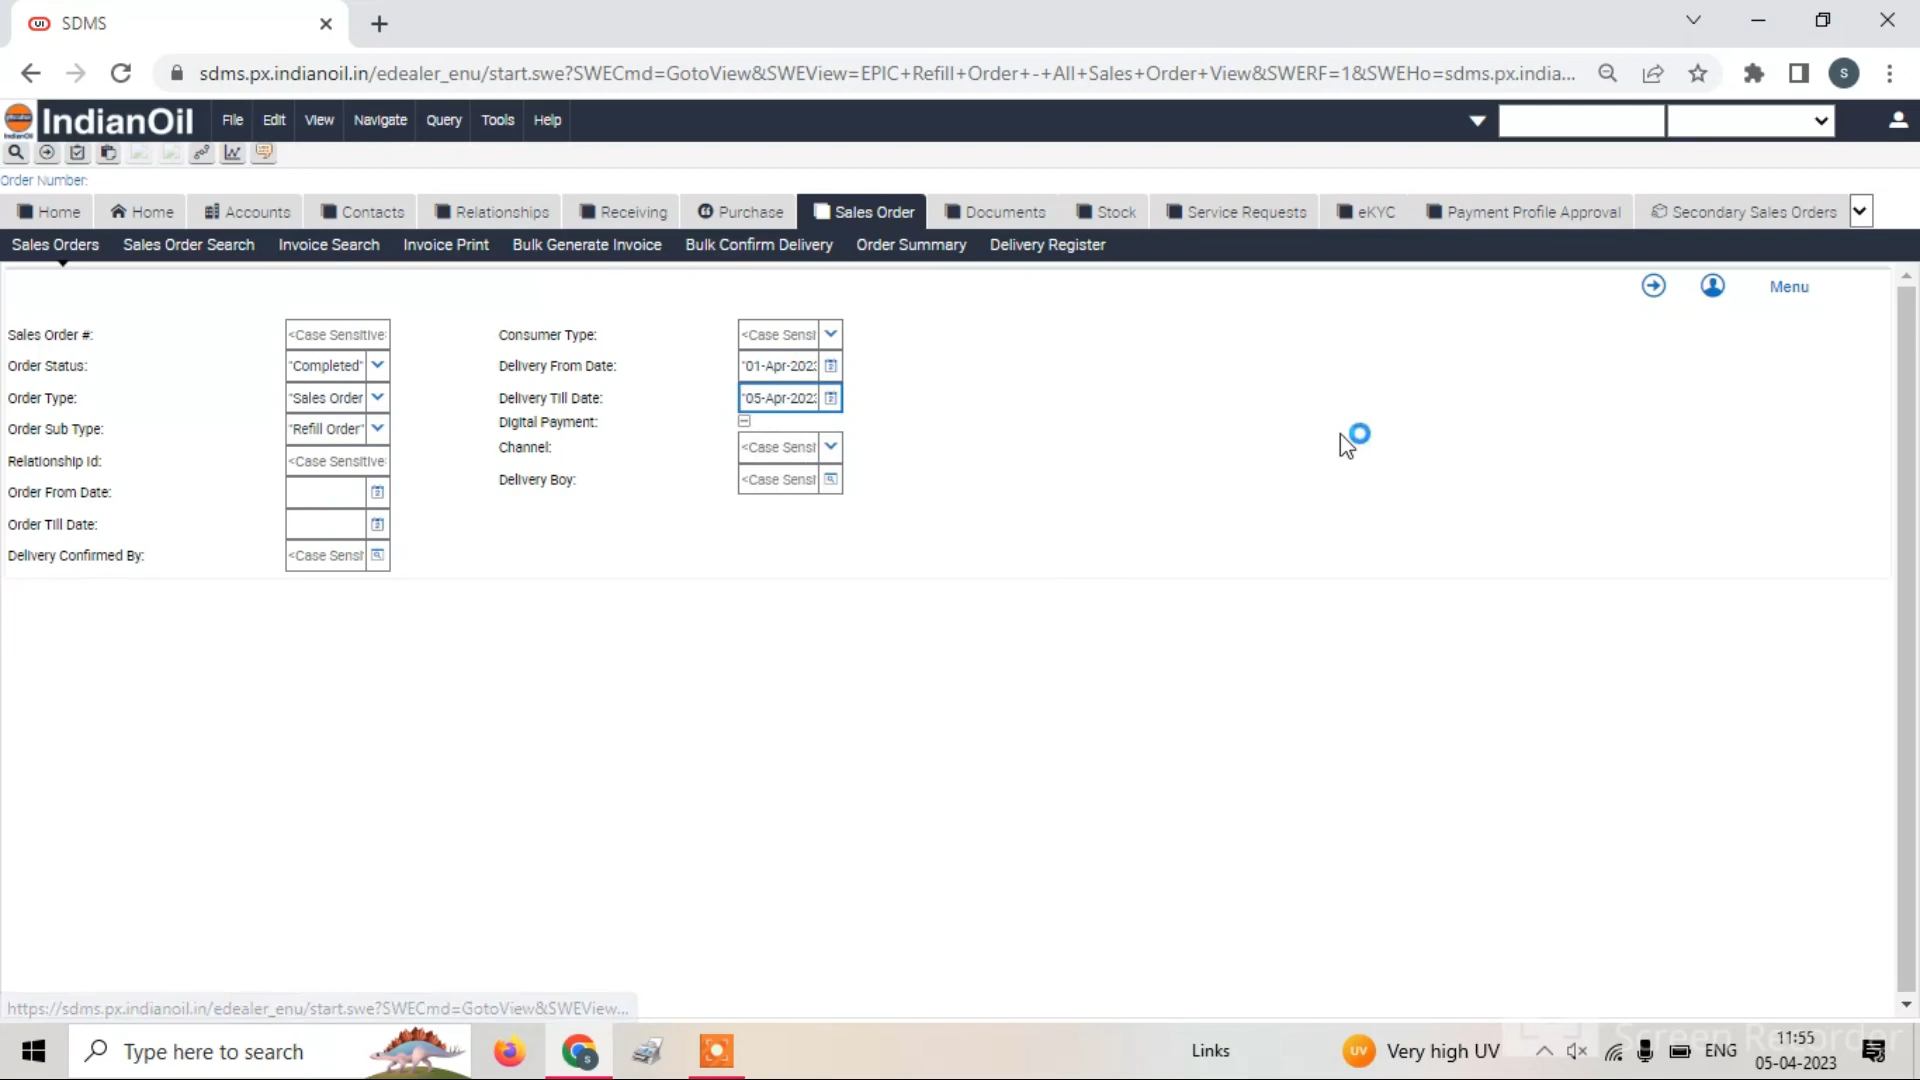 SDMS
sdms.px.indianoil.in/edealer_enu/start.swe?SWECmd=GotoView&SWEView=EPIC+Refill+Order+-+All+Sales+Order+View&SWERF=1&SWEHo=sdms.px.india...
S
IndianOil File Edit View Navigate Query Tools Help
Order Number:
Home Home Accounts Contacts Relationships Receiving Purchase Sales Order Documents Stock Service Requests eKYC Payment Profile Approval Secondary Sales Orders
Sales Orders Sales Order Search Invoice Search Invoice Print Bulk Generate Invoice Bulk Confirm Delivery Order Summary Delivery Register
Menu
Sales Order #: <Case Sensitive: Consumer Type: <Case Sensi
Order Status: "Completed" Delivery From Date: "01-Apr-202
Order Type: "Sales Order Delivery Till Date: "05-Apr-202
Order Sub Type: "Refill Order" Digital Payment:
Relationship Id: <Case Sensitive: Channel: <Case Sensi
Order From Date: Delivery Boy: <Case Sensi
Order Till Date:
Delivery Confirmed By: <Case Sensi
https://sdms.px.indianoil.in/edealer_enu/start.swe?SWECmd=GotoView&SWEView...
Type here to search
Links
UV Very high UV
ENG
11:55
05-04-2023
Screen Recorder